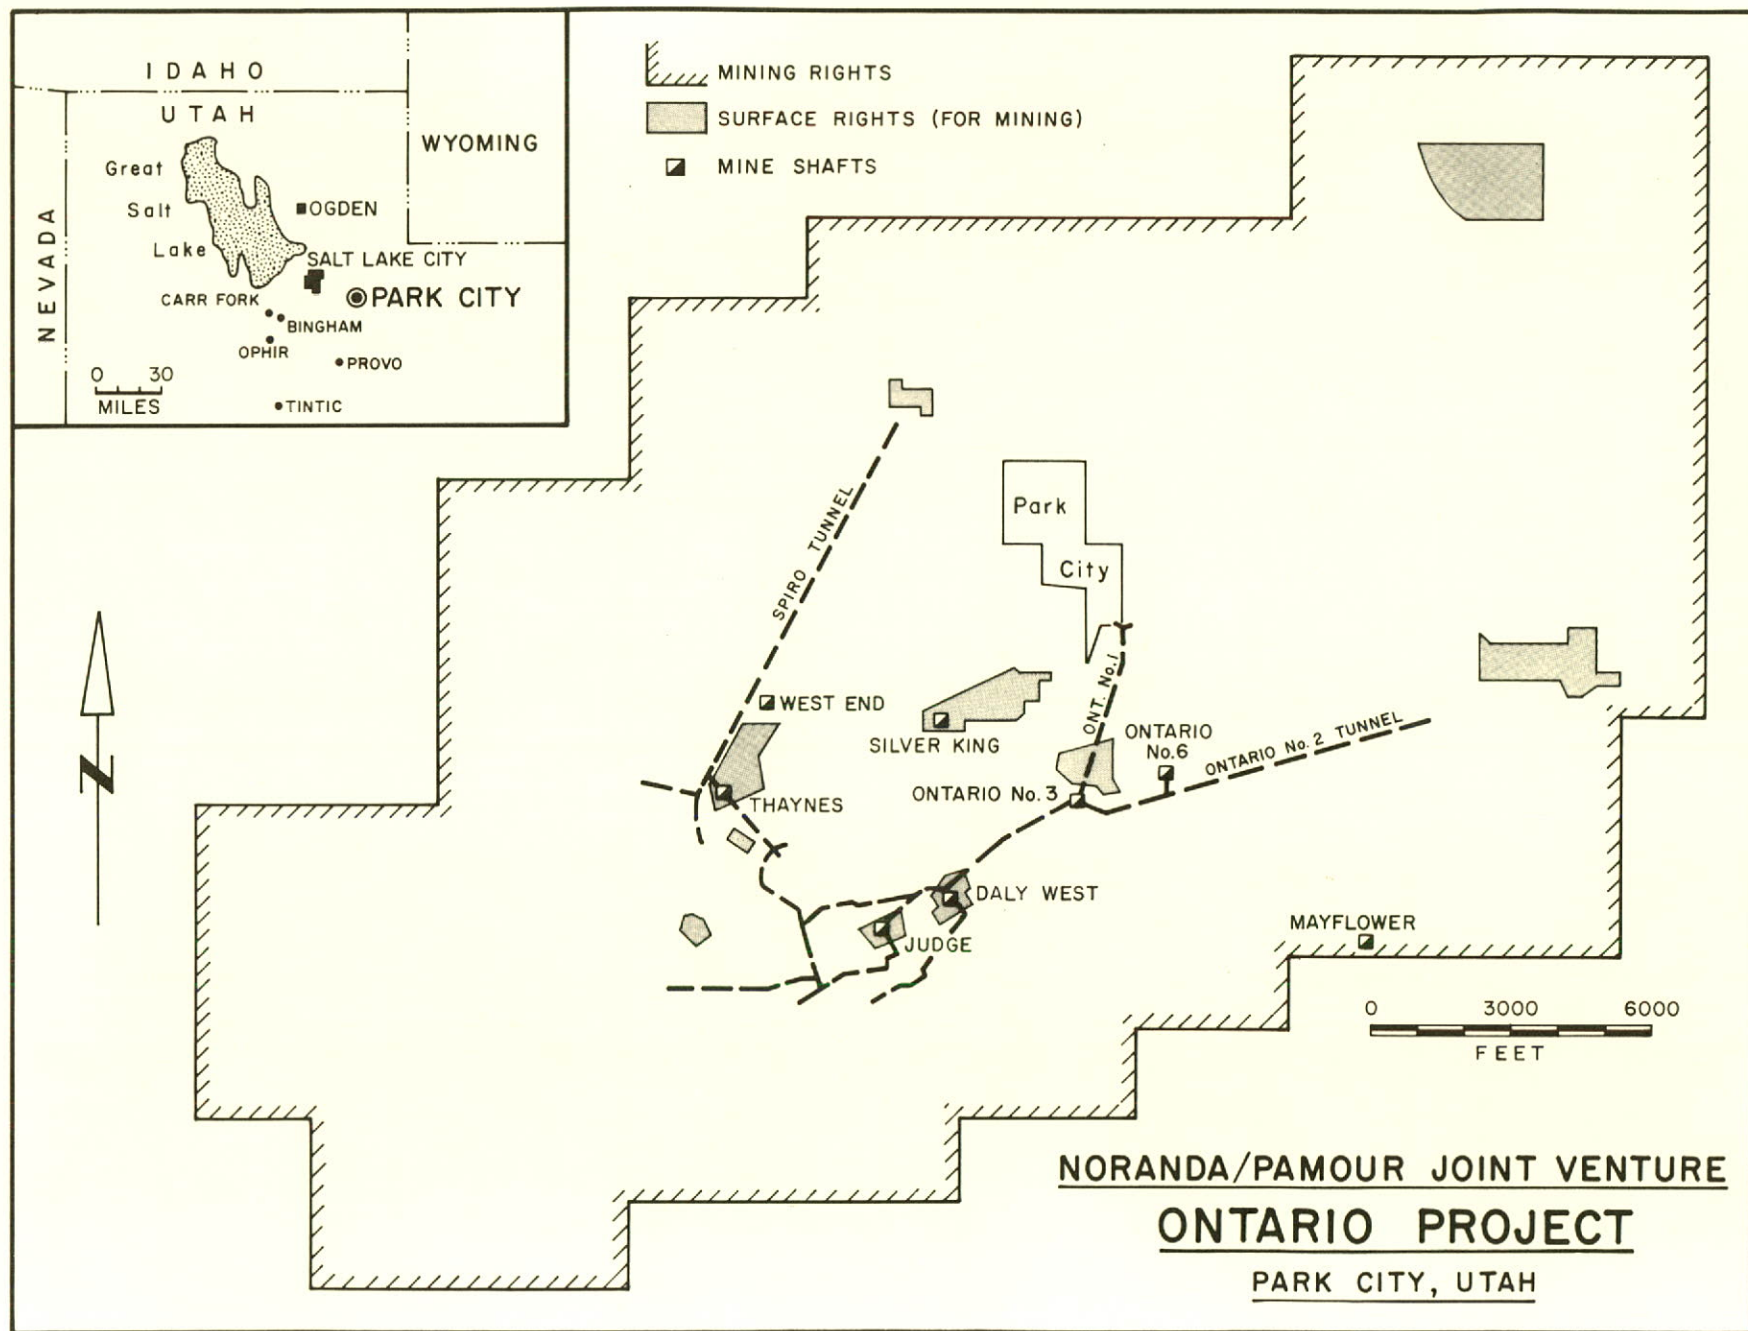 IDAHO
UTAH
WYOMING
NEVADA
Great
Salt
Lake
OGDEN
SALT LAKE CITY
PARK CITY
CARR FORK
BINGHAM
OPHIR
PROVO
TINTIC
0 30
MILES
MINING RIGHTS
SURFACE RIGHTS (FOR MINING)
MINE SHAFTS
SPIRO TUNNEL
Park
City
ONT. No. 1
WEST END
SILVER KING
ONTARIO
No. 6
ONTARIO No. 2 TUNNEL
THAYNES
ONTARIO No. 3
DALY WEST
JUDGE
MAYFLOWER
N
0 3000 6000
FEET
NORANDA/PAMOUR JOINT VENTURE
ONTARIO PROJECT
PARK CITY, UTAH